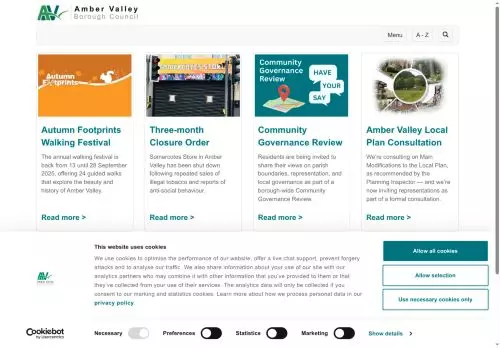 Amber Valley
Borough Council
Menu
A - Z
Autumn
Footprints
SOMERCOTES STORE
Community
Governance
Review
HAVE
YOUR
SAY
Autumn Footprints
Walking Festival
The annual walking festival is
back from 13 until 28 September
2025, offering 24 guided walks
that explore the beauty and
history of Amber Valley.
Read more >
Three-month
Closure Order
Somercotes Store in Amber
Valley has been shut down
following repeated sales of
illegal tobacco and reports of
anti-social behaviour.
Read more >
Community
Governance Review
Residents are being invited to
share their views on parish
boundaries, representation, and
local governance as part of a
borough-wide Community
Governance Review.
Read more >
Amber Valley Local
Plan Consultation
We're consulting on Main
Modifications to the Local Plan,
as recommended by the
Planning Inspector — and we're
now inviting representations as
part of a formal consultation.
Read more >
This website uses cookies
We use cookies to optimise the performance of our website, offer a live chat support, prevent forgery
attacks and to analyse our traffic. We also share information about your use of our site with our
analytics partners who may combine it with other information that you've provided to them or that
they've collected from your use of their services. The analytics data will only be collected if you
consent to our marking and statistics cookies. Learn more about how we process personal data in our
privacy policy.
Allow all cookies
Allow selection
Use necessary cookies only
Cookiebot
by Usercentrics
Necessary
Preferences
Statistics
Marketing
Show details >